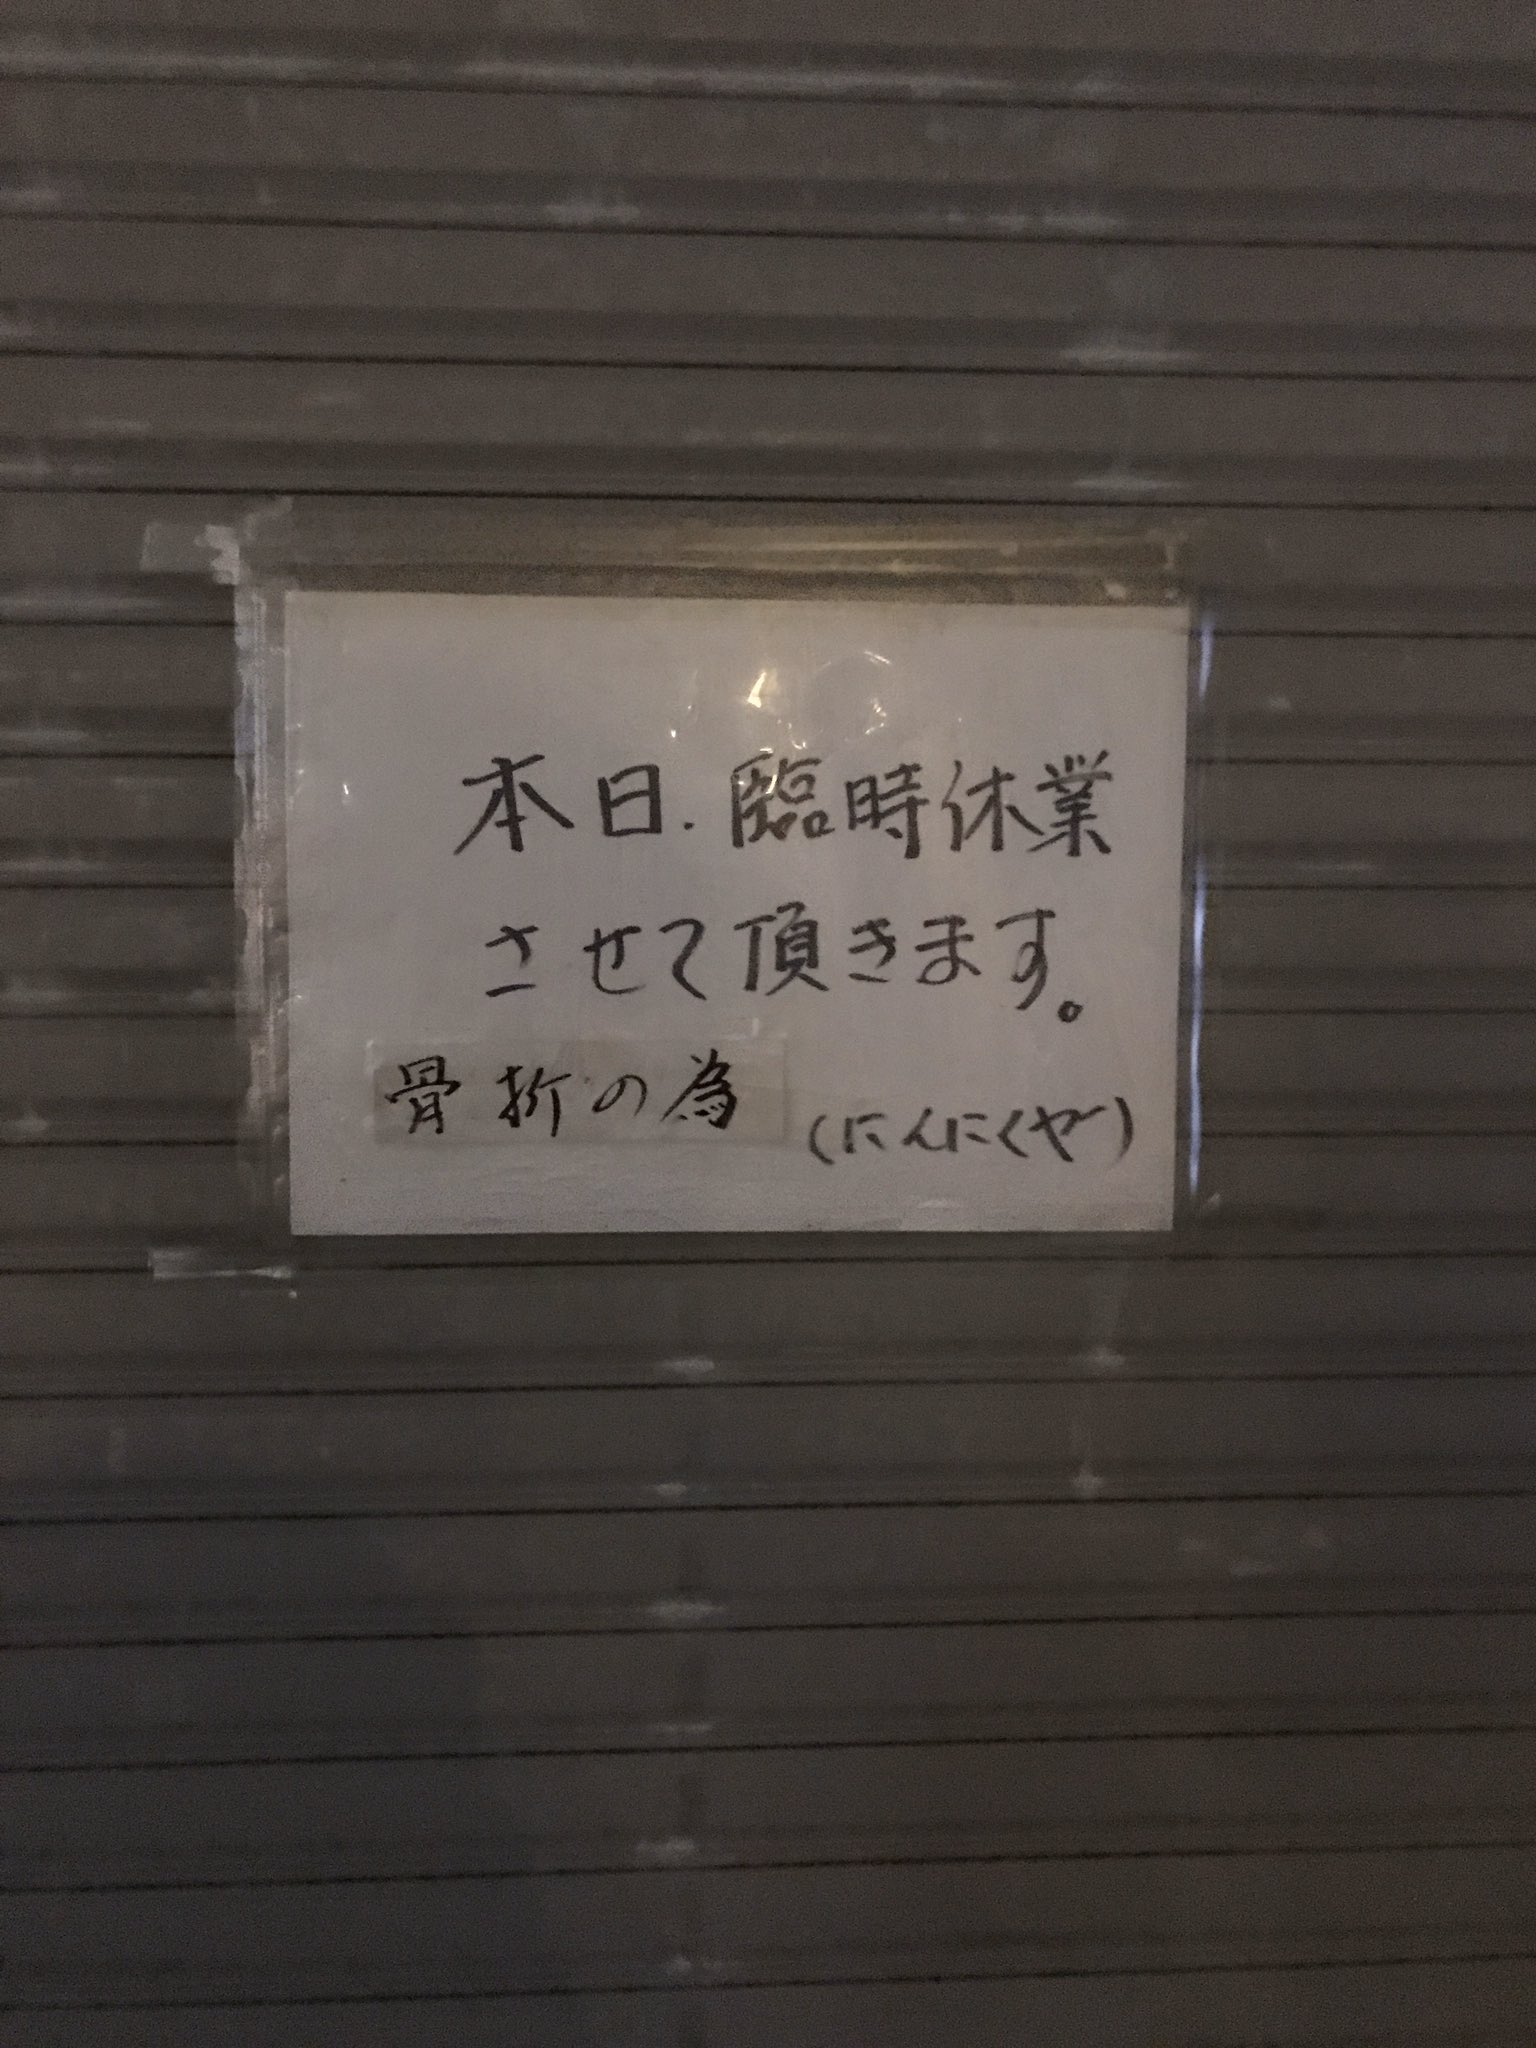 本日.臨時休業
させて頂きます。
骨折の為
(にんにくや)